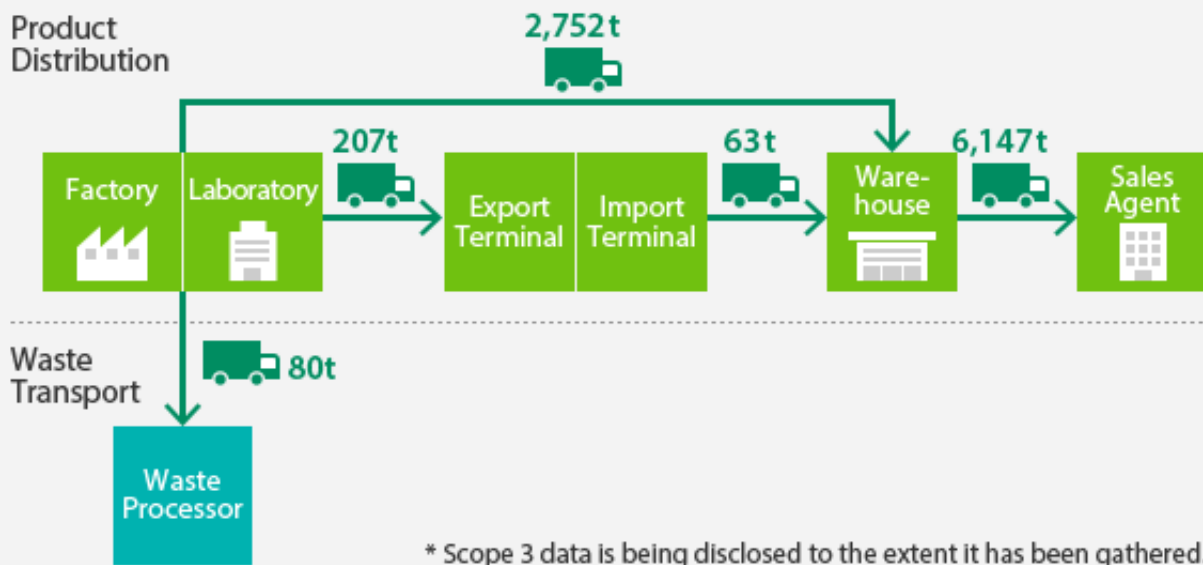 Product
Distribution
2,752t
207t
63t
6,147t
Factory
Laboratory
Export
Terminal
Import
Terminal
Ware-
house
Sales
Agent
Waste
Transport
80t
Waste
Processor
* Scope 3 data is being disclosed to the extent it has been gathered